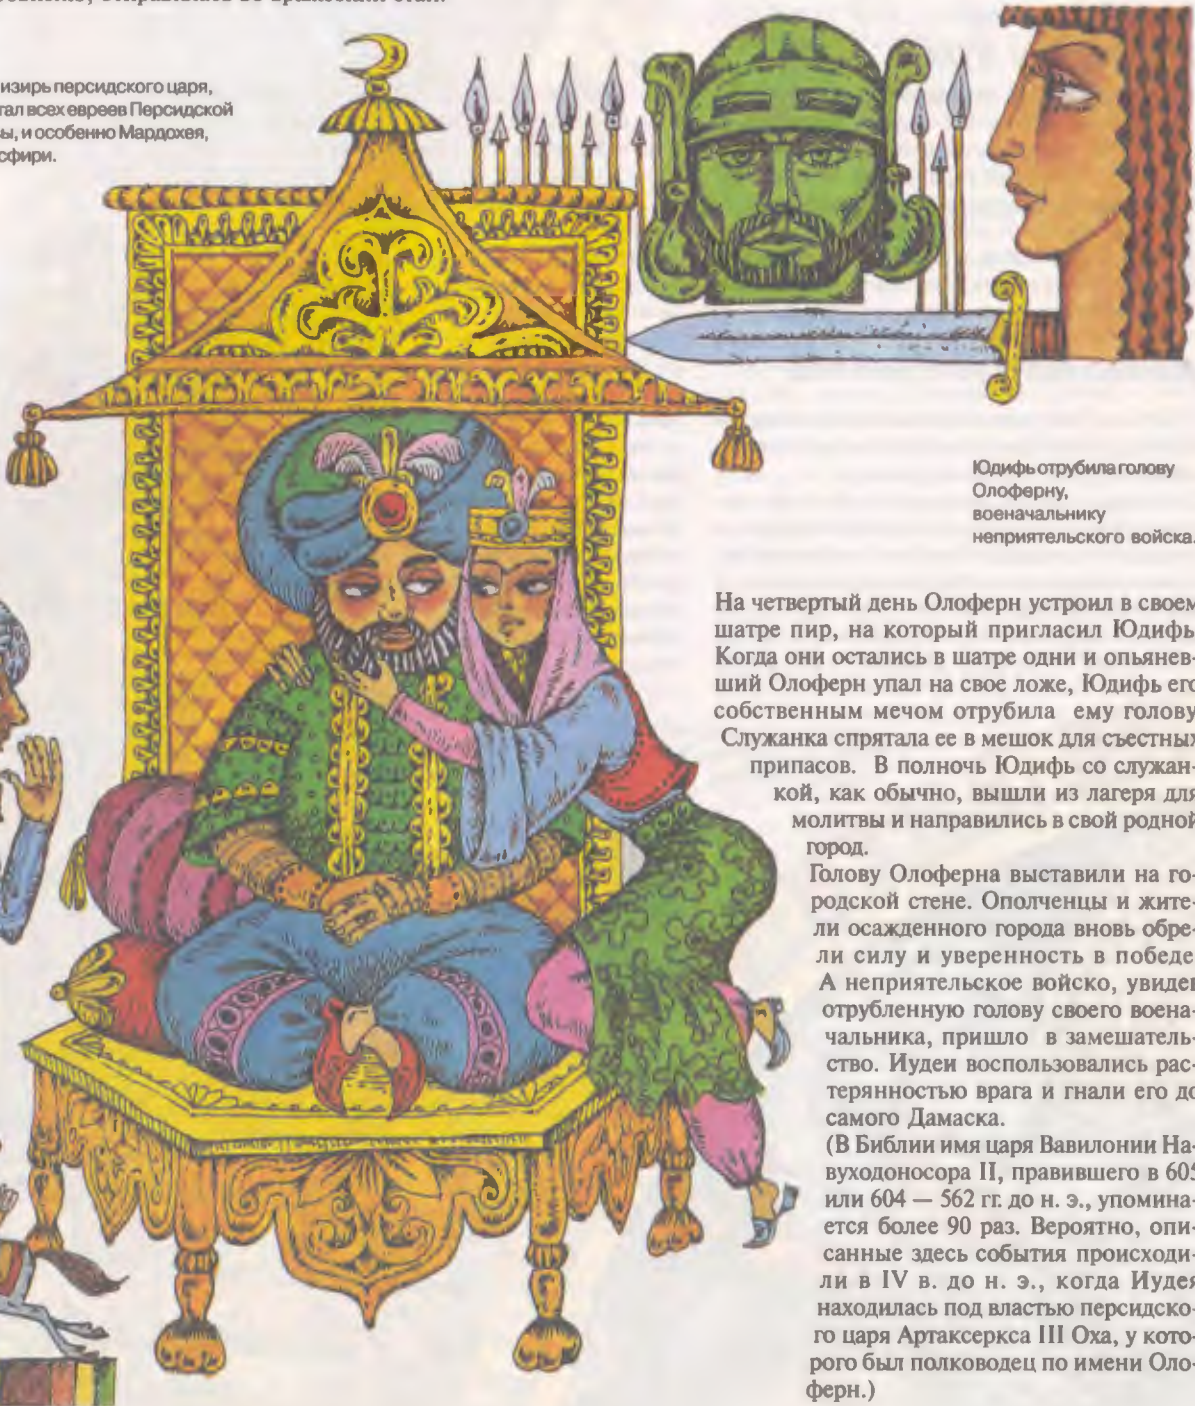 изирь персидского царя,
тал всех евреев Персидской
вы, и особенно Мардохея,
сфири.
Юдифь отрубила голову
Олоферну,
военачальнику
неприятельского войска.
На четвертый день Олоферн устроил в своем
шатре пир, на который пригласил Юдифь
Когда они остались в шатре одни и опьянев-
ший Олоферн упал на свое ложе, Юдифь его
собственным мечом отрубила ему голову
Служанка спрятала ее в мешок для съестных
припасов. В полночь Юдифь со служан-
кой, как обычно, вышли из лагеря для
молитвы и направились в свой родной
город.
Голову Олоферна выставили на го-
родской стене. Ополченцы и жите-
ли осажденного города вновь обре-
ли силу и уверенность в победе
А неприятельское войско, увидев
отрубленную голову своего воена-
чальника, пришло в замешатель-
ство. Иудеи воспользовались рас-
терянностью врага и гнали его до
самого Дамаска.
(В Библии имя царя Вавилонии На-
вуходоносора II, правившего в 605
или 604 — 562 гг. до н. э., упомина-
ется более 90 раз. Вероятно, опи-
санные здесь события происходи-
ли в IV в. до н. э., когда Иудея
находилась под властью персидско-
го царя Артаксеркса III Оха, у кото-
рого был полководец по имени Оло-
ферн.)